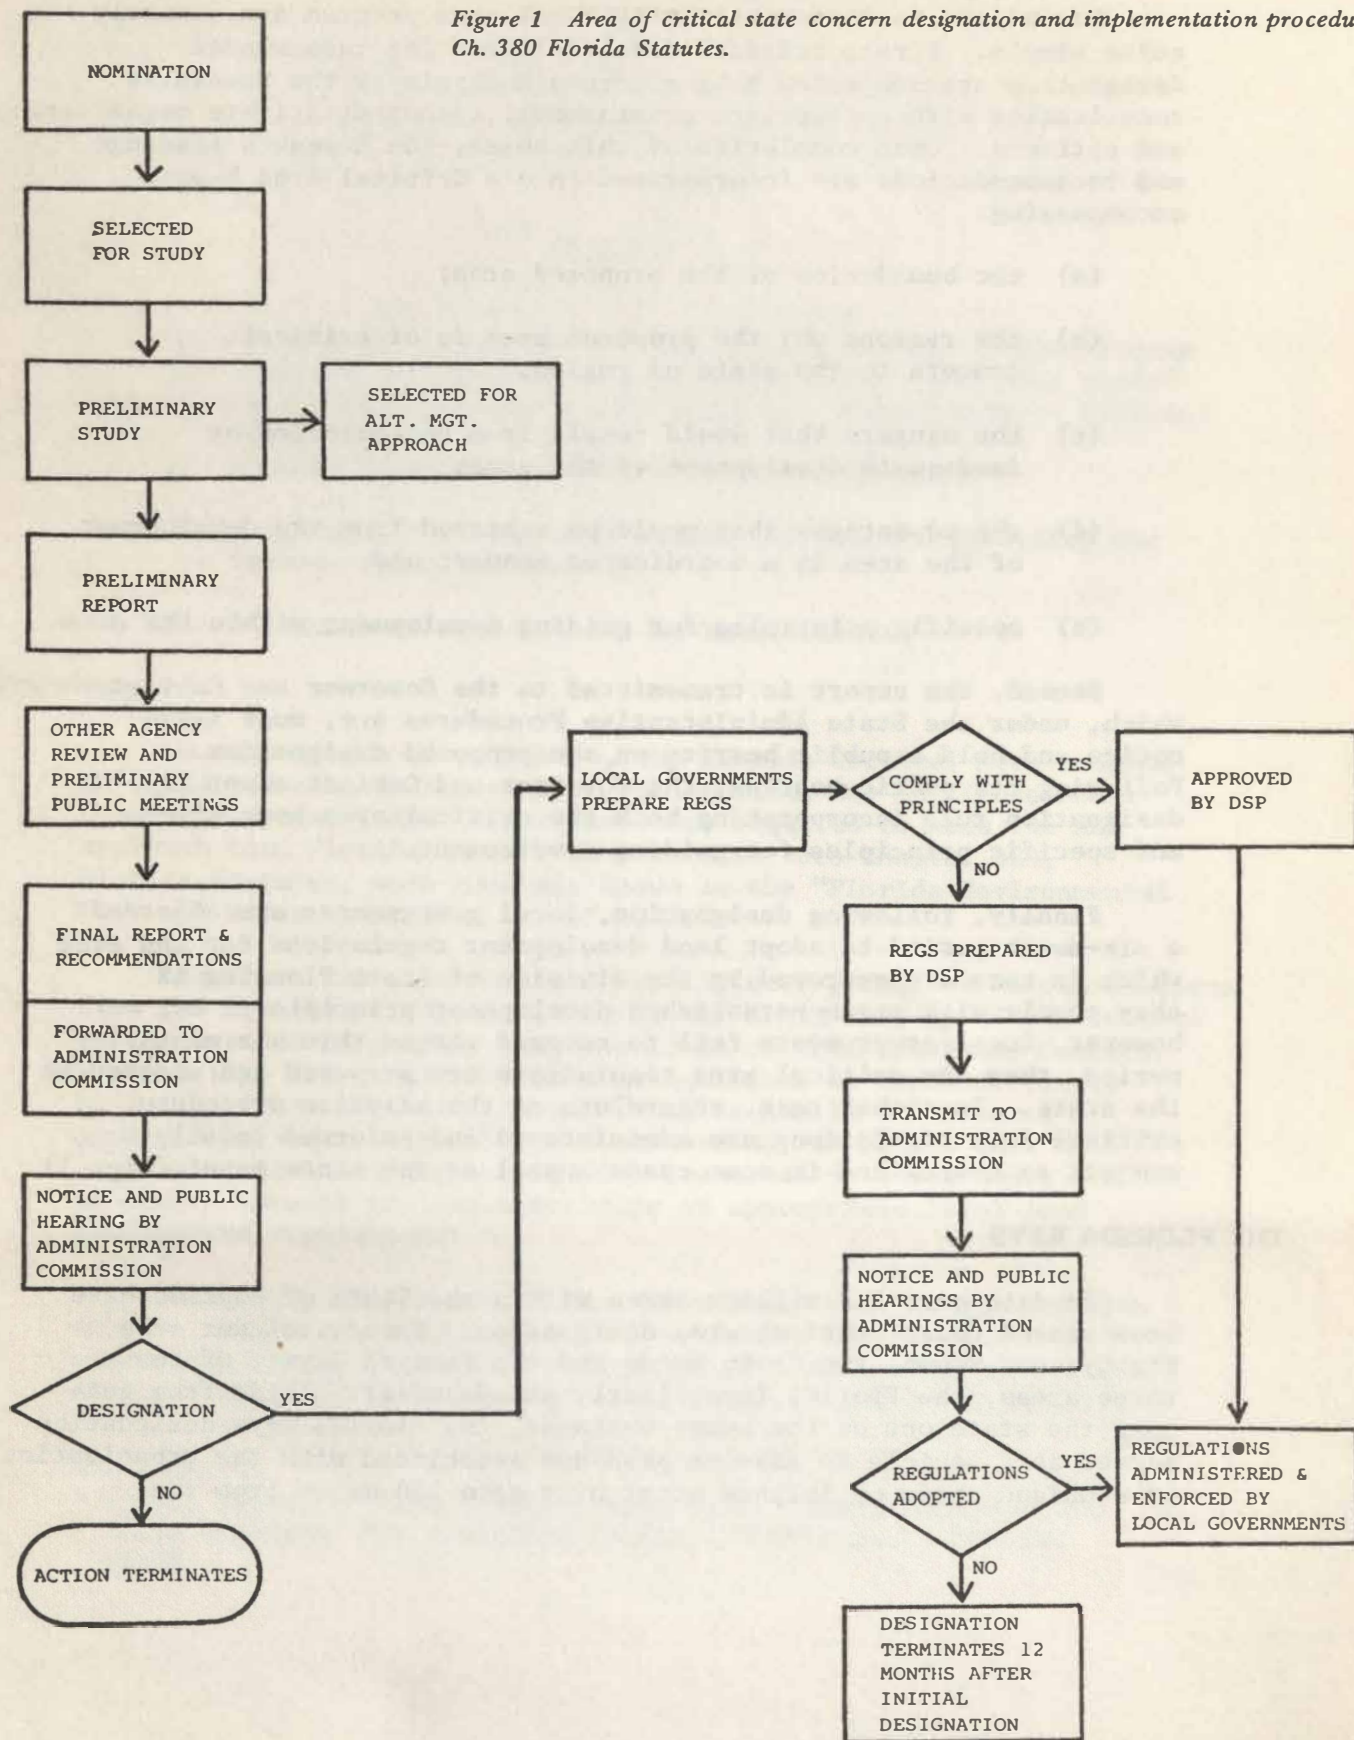 Figure 1 Area of critical state concern designation and implementation
Ch. 380 Florida Statutes.
NOMINATION
SELECTED
FOR STUDY
PRELIMINARY
STUDY
SELECTED FOR
ALT. MGT.
APPROACH
PRELIMINARY
REPORT
OTHER AGENCY
REVIEW AND
PRELIMINARY
PUBLIC MEETINGS
FINAL REPORT &
RECOMMENDATIONS
FORWARDED TO
ADMINISTRATION
COMMISSION
NOTICE AND PUBLIC
HEARING BY
ADMINISTRATION
COMMISSION
DESIGNATION
YES
NO
ACTION TERMINATES
LOCAL GOVERNMENTS
PREPARE REGS
COMPLY WITH
PRINCIPLES
YES
APPROVED
BY DSP
NO
REGS PREPARED
BY DSP
TRANSMIT TO
ADMINISTRATION
COMMISSION
NOTICE AND PUBLIC
HEARINGS BY
ADMINISTRATION
COMMISSION
REGULATIONS
ADOPTED
YES
REGULATIONS
ADMINISTERED &
ENFORCED BY
LOCAL GOVERNMENTS
NO
DESIGNATION
TERMINATES 12
MONTHS AFTER
INITIAL
DESIGNATION